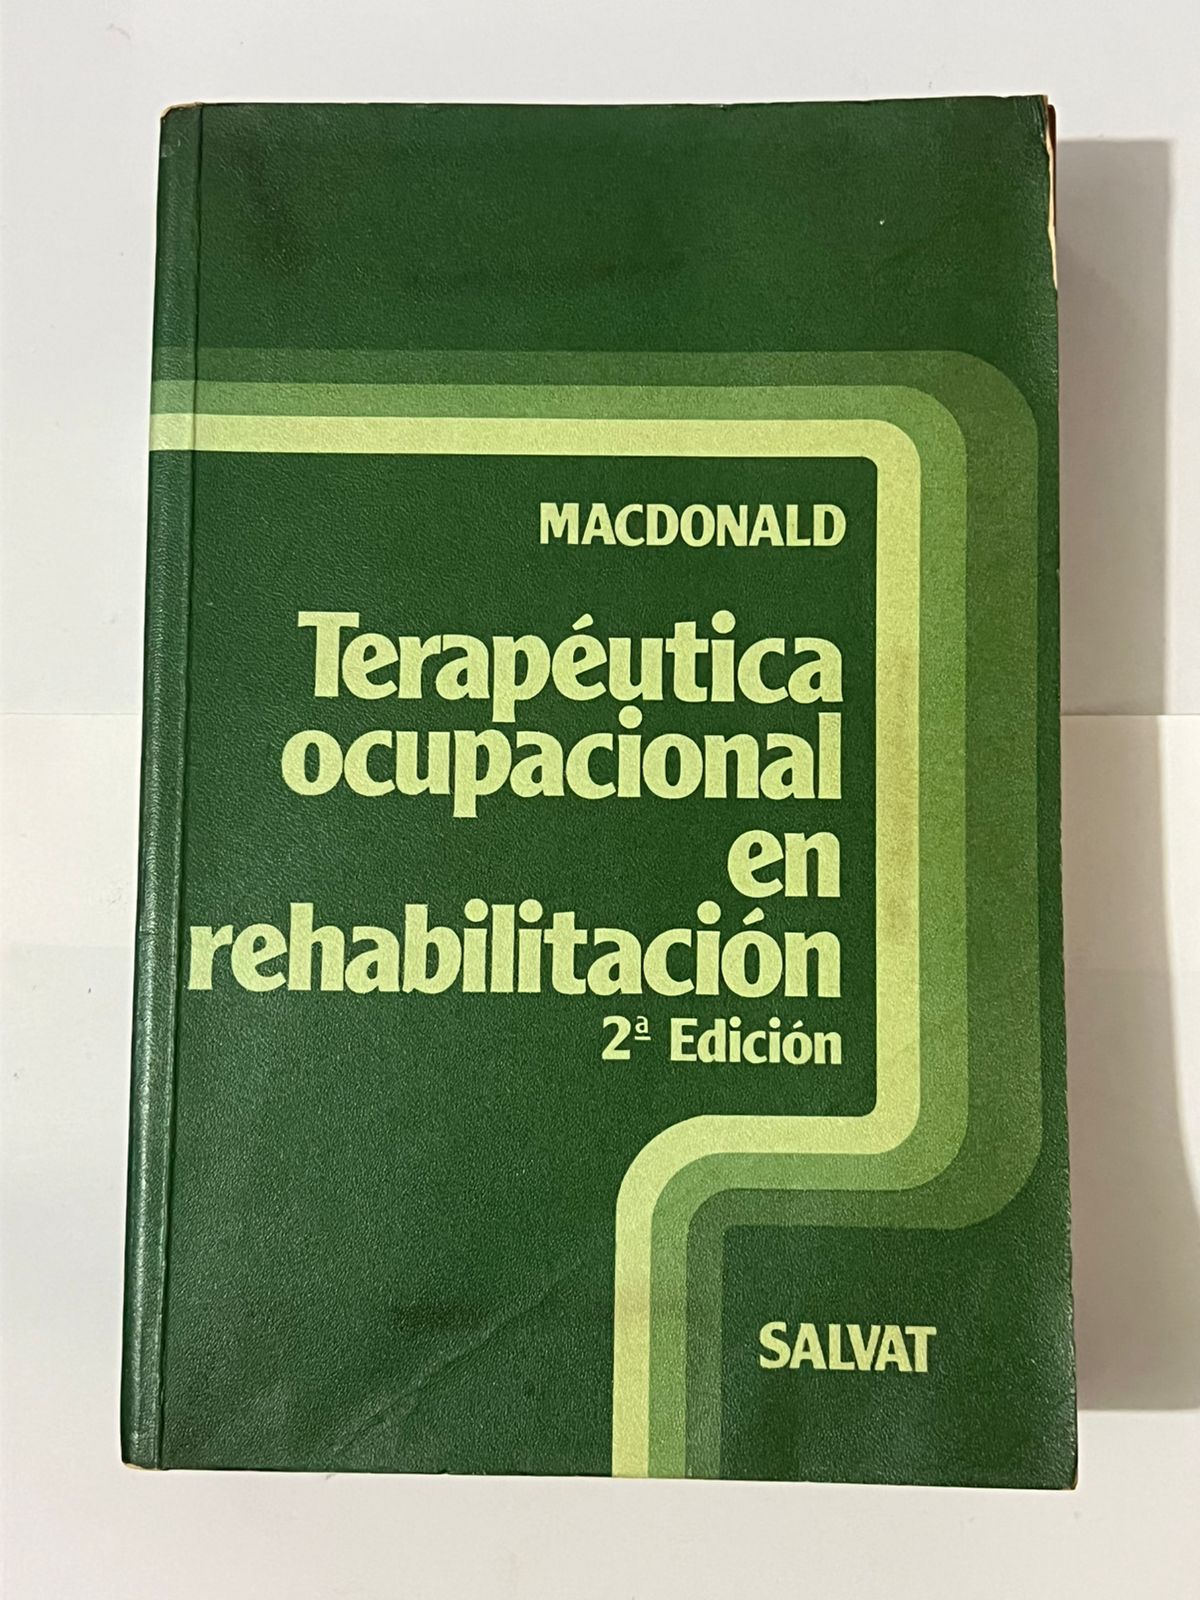 MACDONALD
Terapéutica
ocupacional
en
rehabilitación
2ª Edición
SALVAT